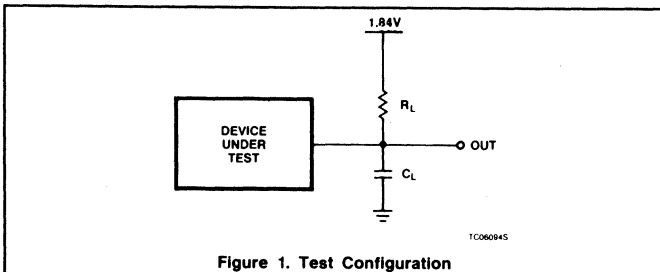 1.84V
RL
DEVICE
UNDER
TEST
OUT
CL
TC06094S
Figure 1. Test Configuration